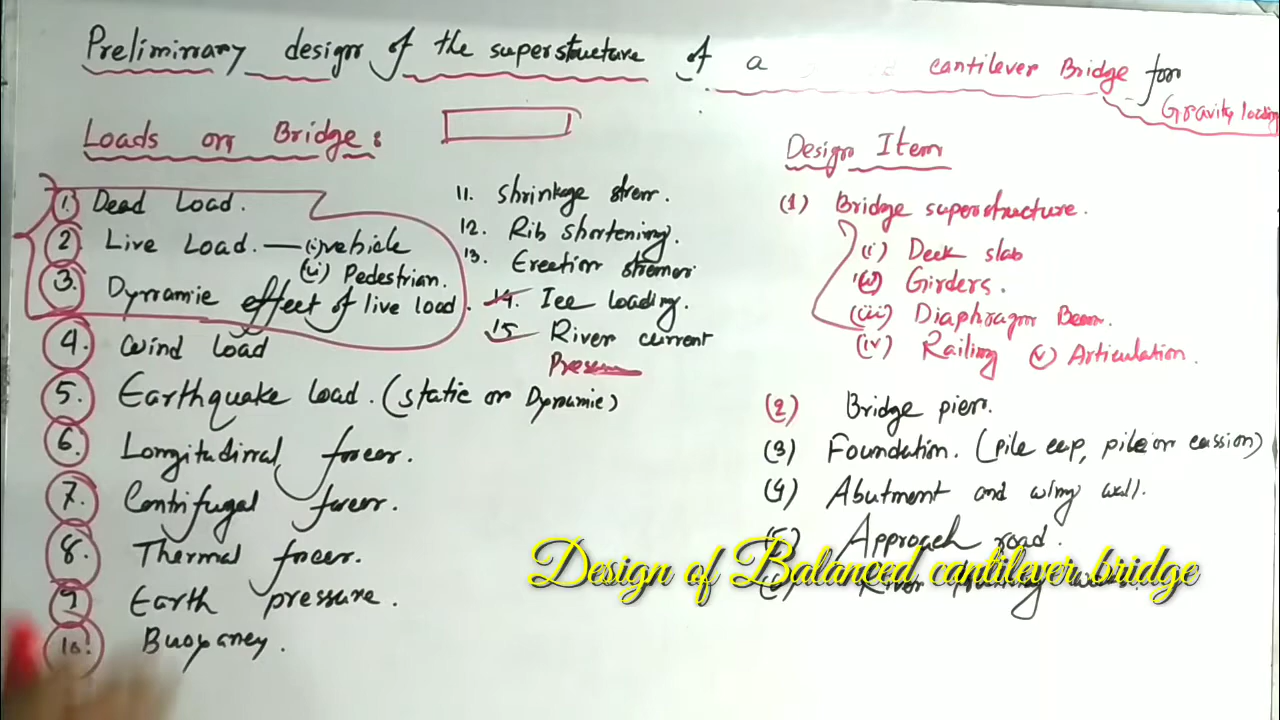 Preliminary design of the superstructure of a cantilever Bridge for
Gravity loading
Loads on Bridge:
1. Dead Load.
2 Live Load. — (i) vehicle
(ii) Pedestrian.
3. Dynamic effect of live load.
4. Wind load
5. Earthquake load. (static or Dynamic)
6. Longitudinal forces.
7. Centrifugal forces.
8. Thermal forces.
9 Earth pressure.
10. Buoyancy.
11. Shrinkage stress.
12. Rib shortening.
13. Erection stresses
14. Ice loading.
15 River current
Design Item
(1) Bridge superstructure.
(i) Deck slab
(ii) Girders.
(iii) Diaphragm Beam.
(iv) Railing (v) Articulation.
(2) Bridge pier.
(3) Foundation. (pile cap, pile or cassion)
(4) Abutment and wing wall.
(5) Approach road.
River
Design of Balanced cantilever bridge